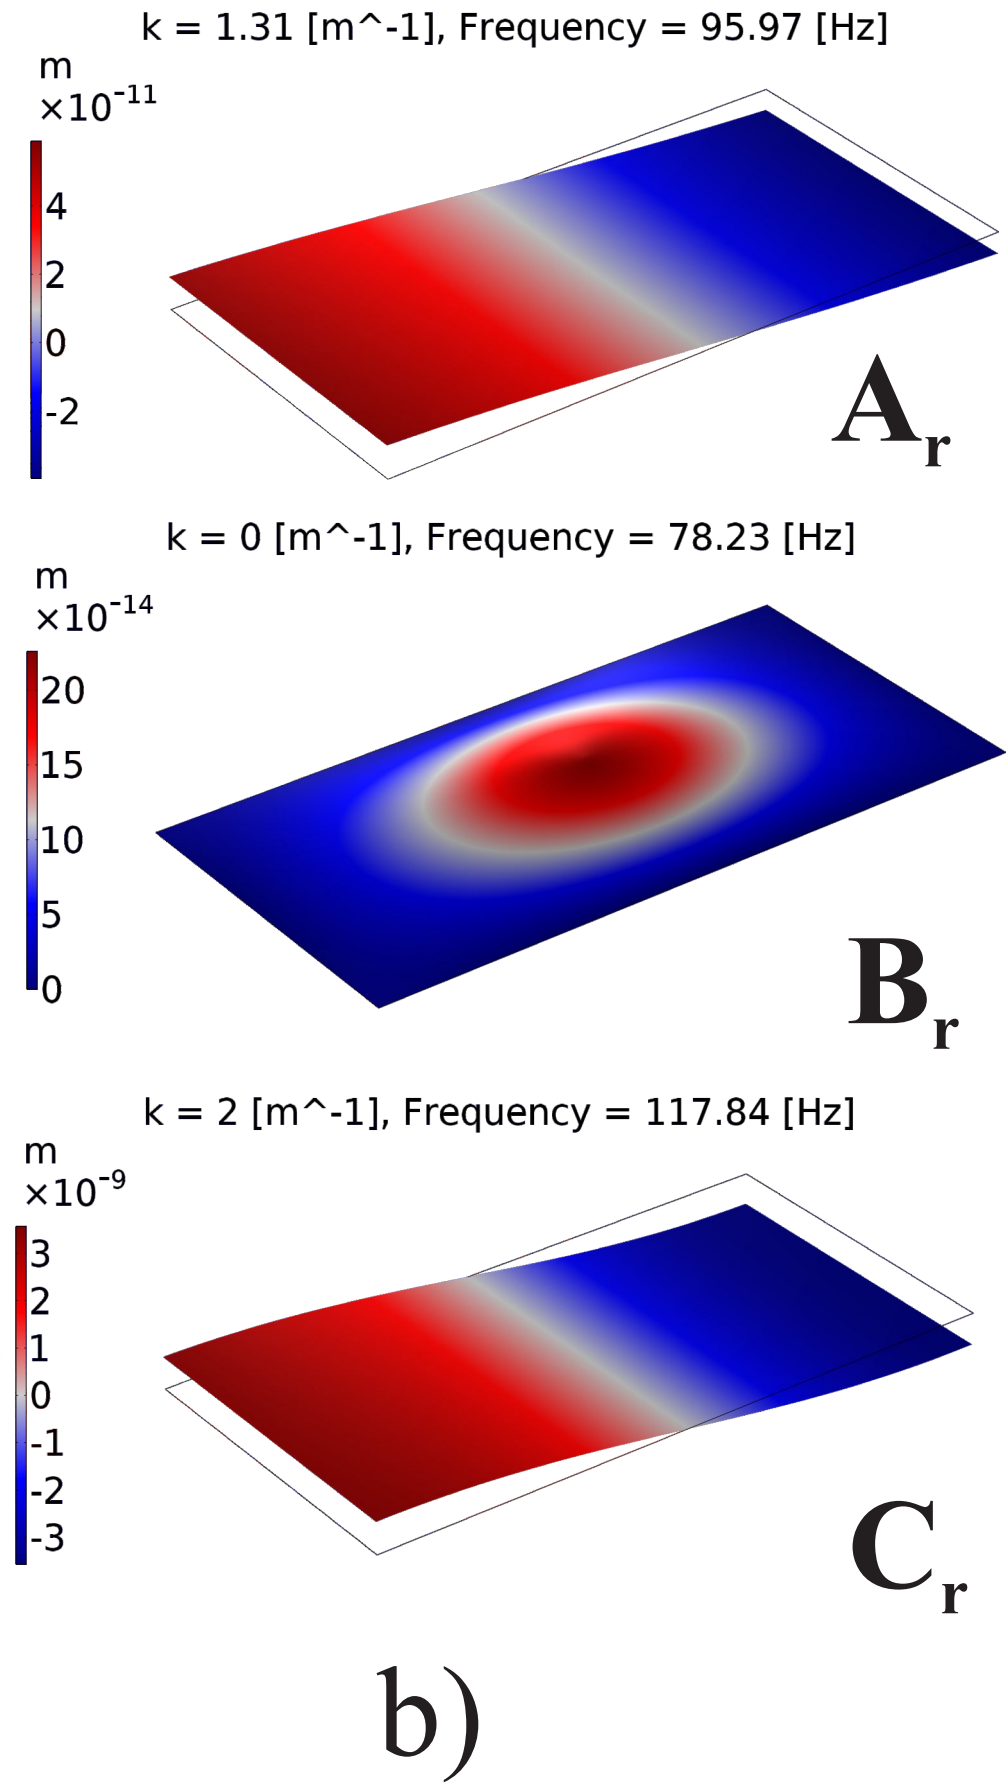 k = 1.31 [m^-1], Frequency = 95.97 [Hz]
m
×10⁻¹¹
4
2
0
-2
Aᵣ
k = 0 [m^-1], Frequency = 78.23 [Hz]
m
×10⁻¹⁴
20
15
10
5
0
Bᵣ
k = 2 [m^-1], Frequency = 117.84 [Hz]
m
×10⁻⁹
3
2
1
0
-1
-2
-3
Cᵣ
b)